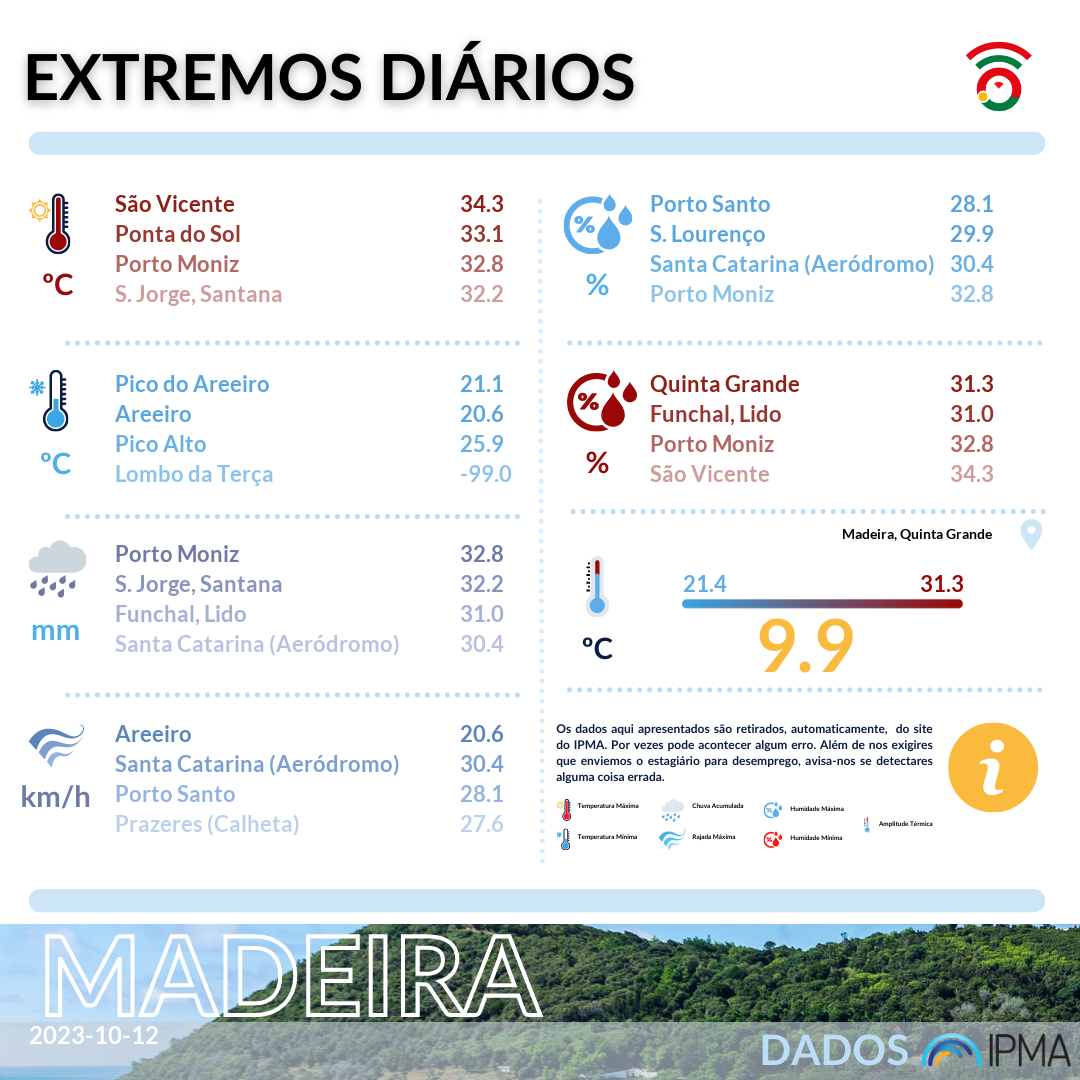 EXTREMOS DIÁRIOS
São Vicente 34.3
Ponta do Sol 33.1
Porto Moniz 32.8
S. Jorge, Santana 32.2
ºC
Pico do Areeiro 21.1
Areeiro 20.6
Pico Alto 25.9
Lombo da Terça -99.0
ºC
Porto Moniz 32.8
S. Jorge, Santana 32.2
Funchal, Lido 31.0
Santa Catarina (Aeródromo) 30.4
mm
Areeiro 20.6
Santa Catarina (Aeródromo) 30.4
Porto Santo 28.1
Prazeres (Calheta) 27.6
km/h
%
Porto Santo 28.1
S. Lourenço 29.9
Santa Catarina (Aeródromo) 30.4
Porto Moniz 32.8
%
%
Quinta Grande 31.3
Funchal, Lido 31.0
Porto Moniz 32.8
São Vicente 34.3
%
Madeira, Quinta Grande
21.4 31.3
9.9
ºC
Os dados aqui apresentados são retirados, automaticamente, do site
do IPMA. Por vezes pode acontecer algum erro. Além de nos exigires
que enviemos o estagiário para desemprego, avisa-nos se detectares
alguma coisa errada.
i
Temperatura Máxima Chuva Acumulada Humidade Máxima
Amplitude Térmica
Temperatura Mínima Rajada Máxima Humidade Mínima
MADEIRA
2023-10-12
DADOS IPMA